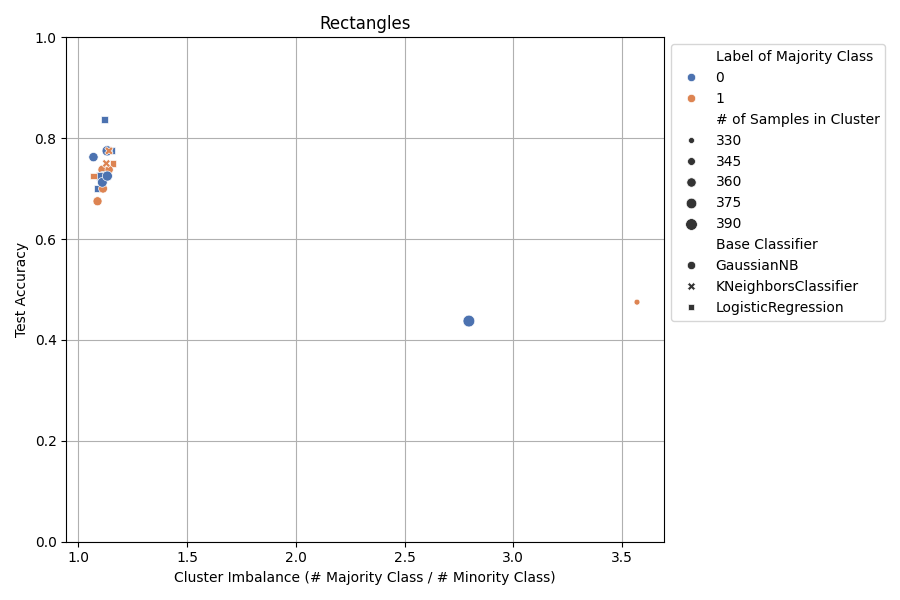 Rectangles
1.0
0.8
0.6
0.4
0.2
0.0
Test Accuracy
1.0 1.5 2.0 2.5 3.0 3.5
Cluster Imbalance (# Majority Class / # Minority Class)
Label of Majority Class
0
1
# of Samples in Cluster
330
345
360
375
390
Base Classifier
GaussianNB
KNeighborsClassifier
LogisticRegression